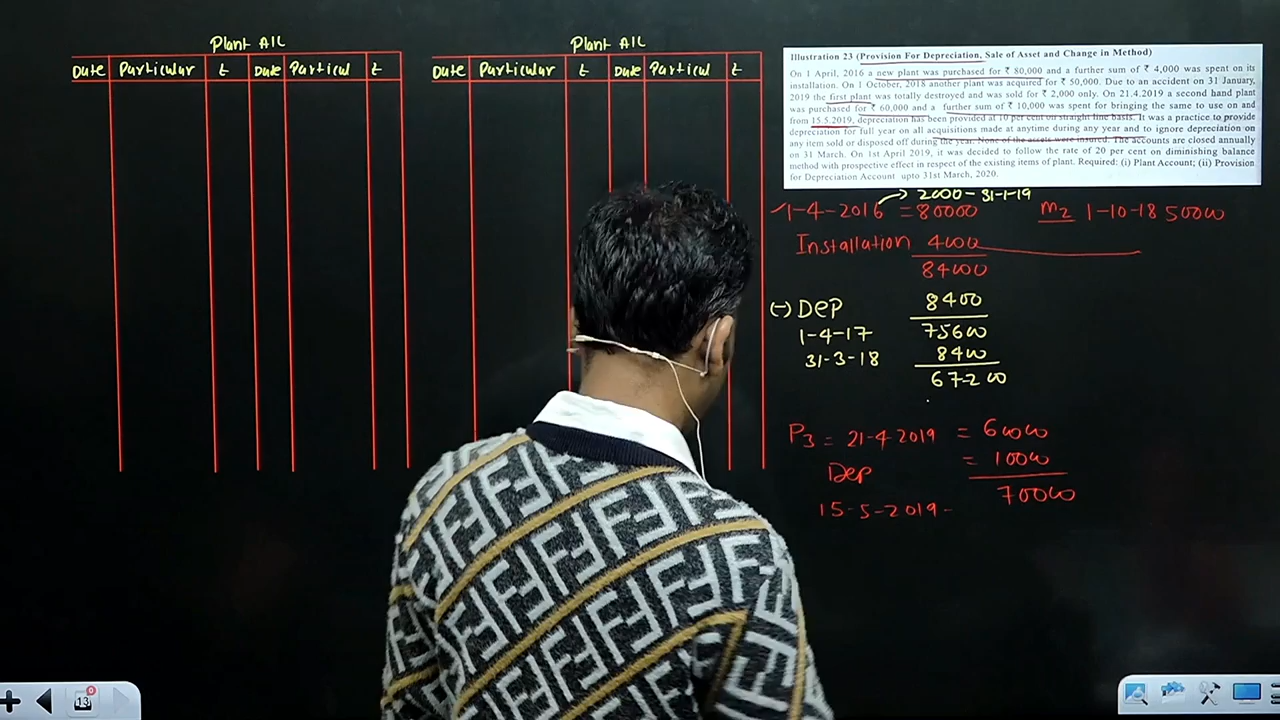 Plant A/C
Date Particular ₹ Date Particul ₹
Plant A/C
Date Particular ₹ Date Particul ₹
Illustration 23 (Provision For Depreciation, Sale of Asset and Change in Method)
On 1 April, 2016 a new plant was purchased for ₹ 80,000 and a further sum of ₹ 4,000 was spent on its
installation. On 1 October, 2018 another plant was acquired for ₹ 50,000. Due to an accident on 31 January,
2019 the first plant was totally destroyed and was sold for ₹ 2,000 only. On 21.4.2019 a second hand plant
was purchased for ₹ 60,000 and a further sum of ₹ 10,000 was spent for bringing the same to use on and
from 15.5.2019, depreciation has been provided at 10 per cent on straight line basis. It was a practice to provide
depreciation for full year on all acquisitions made at anytime during any year and to ignore depreciation on
any item sold or disposed off during the year. None of the assets were insured. The accounts are closed annually
on 31 March. On 1st April 2019, it was decided to follow the rate of 20 per cent on diminishing balance
method with prospective effect in respect of the existing items of plant. Required: (i) Plant Account; (ii) Provision
for Depreciation Account upto 31st March, 2020.
2000 - 31-1-19
1-4-2016 = 80000 M2 1-10-18 50000
Installation 4000
84000
(-) Dep 8400
1-4-17 75600
31-3-18 8400
67200
P3 = 21-4-2019 = 60000
= 10000
Dep
70000
15-5-2019-
13
0